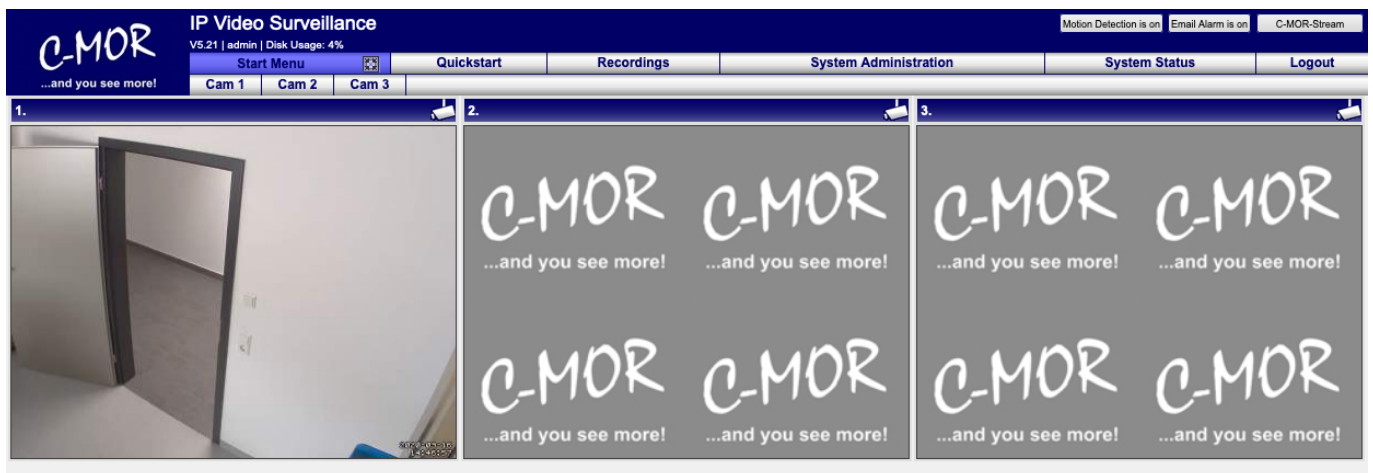 C-MOR
...and you see more!
IP Video Surveillance
V5.21 | admin | Disk Usage: 4%
Motion Detection is on
Email Alarm is on
C-MOR-Stream
Start Menu
Quickstart
Recordings
System Administration
System Status
Logout
Cam 1
Cam 2
Cam 3
1.
2.
3.
C-MOR C-MOR
...and you see more! ...and you see more!
C-MOR C-MOR
...and you see more! ...and you see more!
C-MOR C-MOR
...and you see more! ...and you see more!
C-MOR C-MOR
...and you see more! ...and you see more!